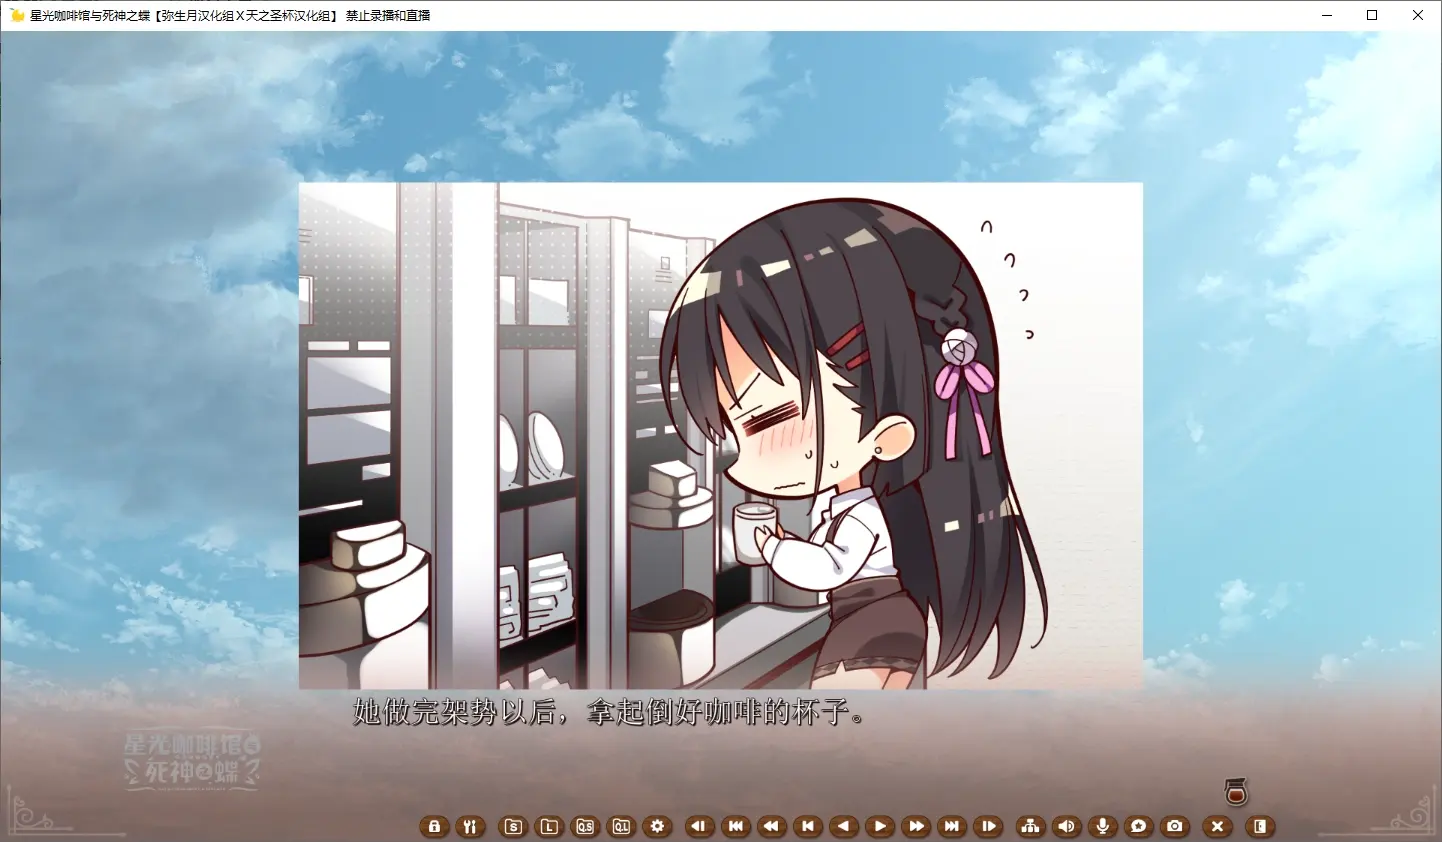 星光咖啡馆与死神之蝶【弥生月汉化组X天之圣杯汉化组】 禁止录播和直播
她做完架势以后，拿起倒好咖啡的杯子。
星光咖啡馆与
死神之蝶
S L Q.S Q.L